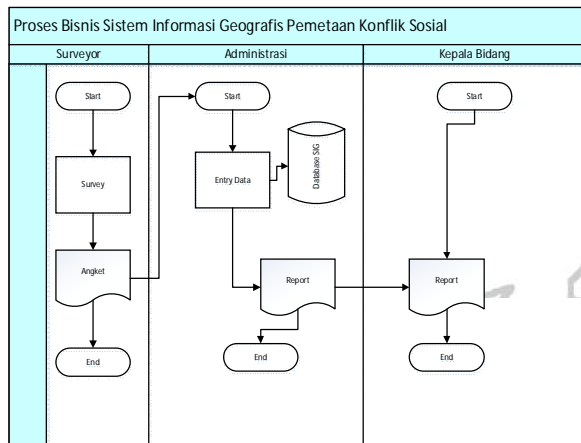 Proses Bisnis Sistem Informasi Geografis Pemetaan Konflik Sosial
Surveyor
Administrasi
Kepala Bidang
Start
Start
Start
Survey
Entry Data
Database SIG
Angket
Report
Report
End
End
End